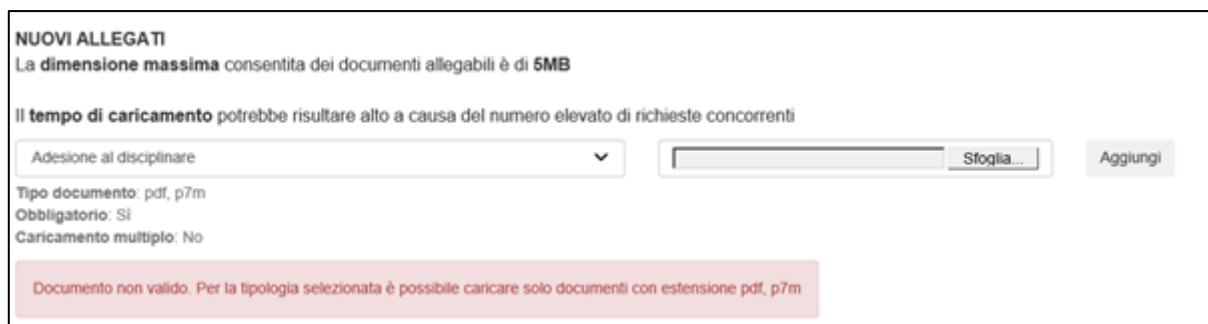 NUOVI ALLEGATI
La dimensione massima consentita dei documenti allegabili è di 5MB
Il tempo di caricamento potrebbe risultare alto a causa del numero elevato di richieste concorrenti
Adesione al disciplinare Sfoglia... Aggiungi
Tipo documento: pdf, p7m
Obbligatorio: Sì
Caricamento multiplo: No
Documento non valido. Per la tipologia selezionata è possibile caricare solo documenti con estensione pdf, p7m